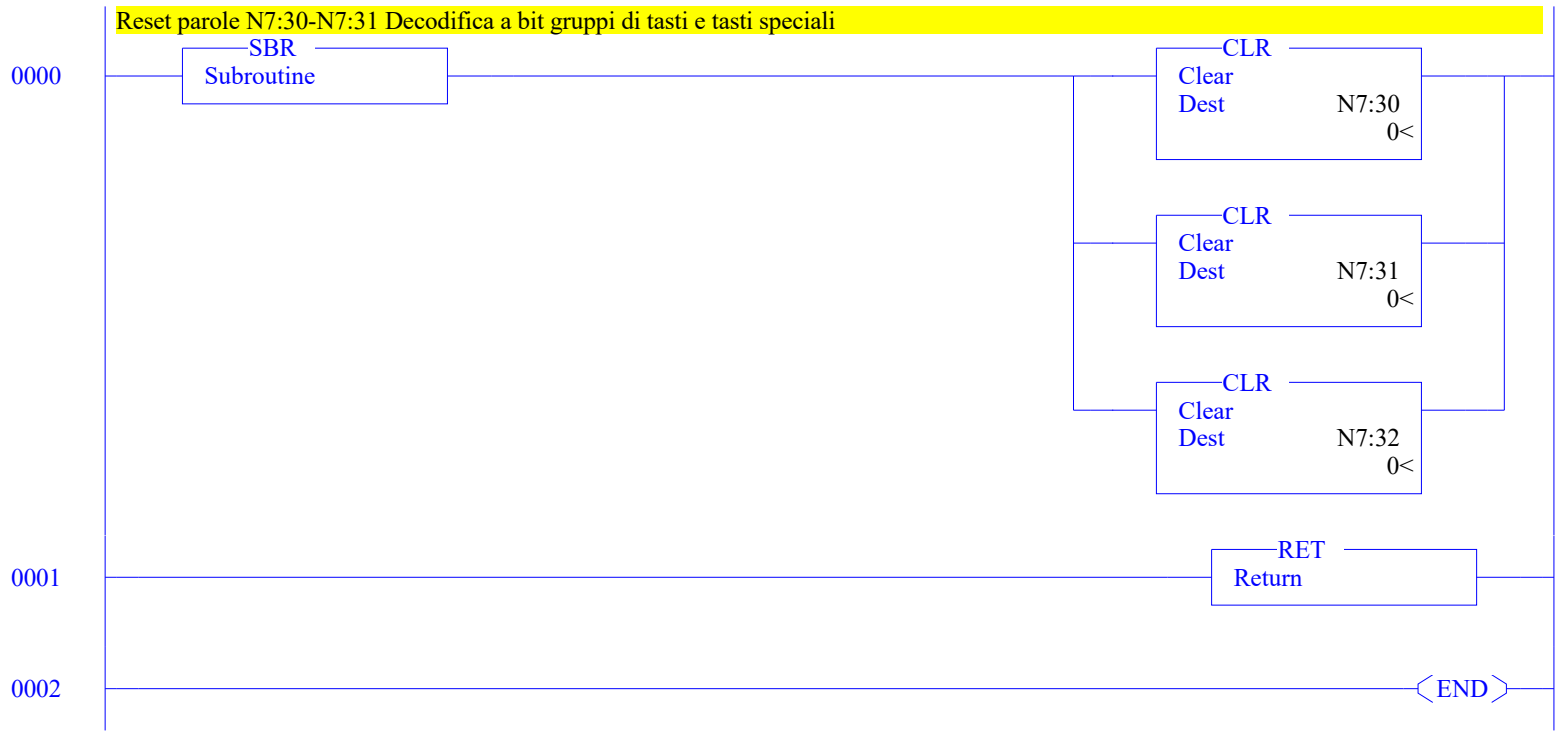 Reset parole N7:30-N7:31 Decodifica a bit gruppi di tasti e tasti speciali
SBR
0000
Subroutine
CLR
Clear
Dest N7:30
0<
CLR
Clear
Dest N7:31
0<
CLR
Clear
Dest N7:32
0<
RET
0001
Return
0002
END